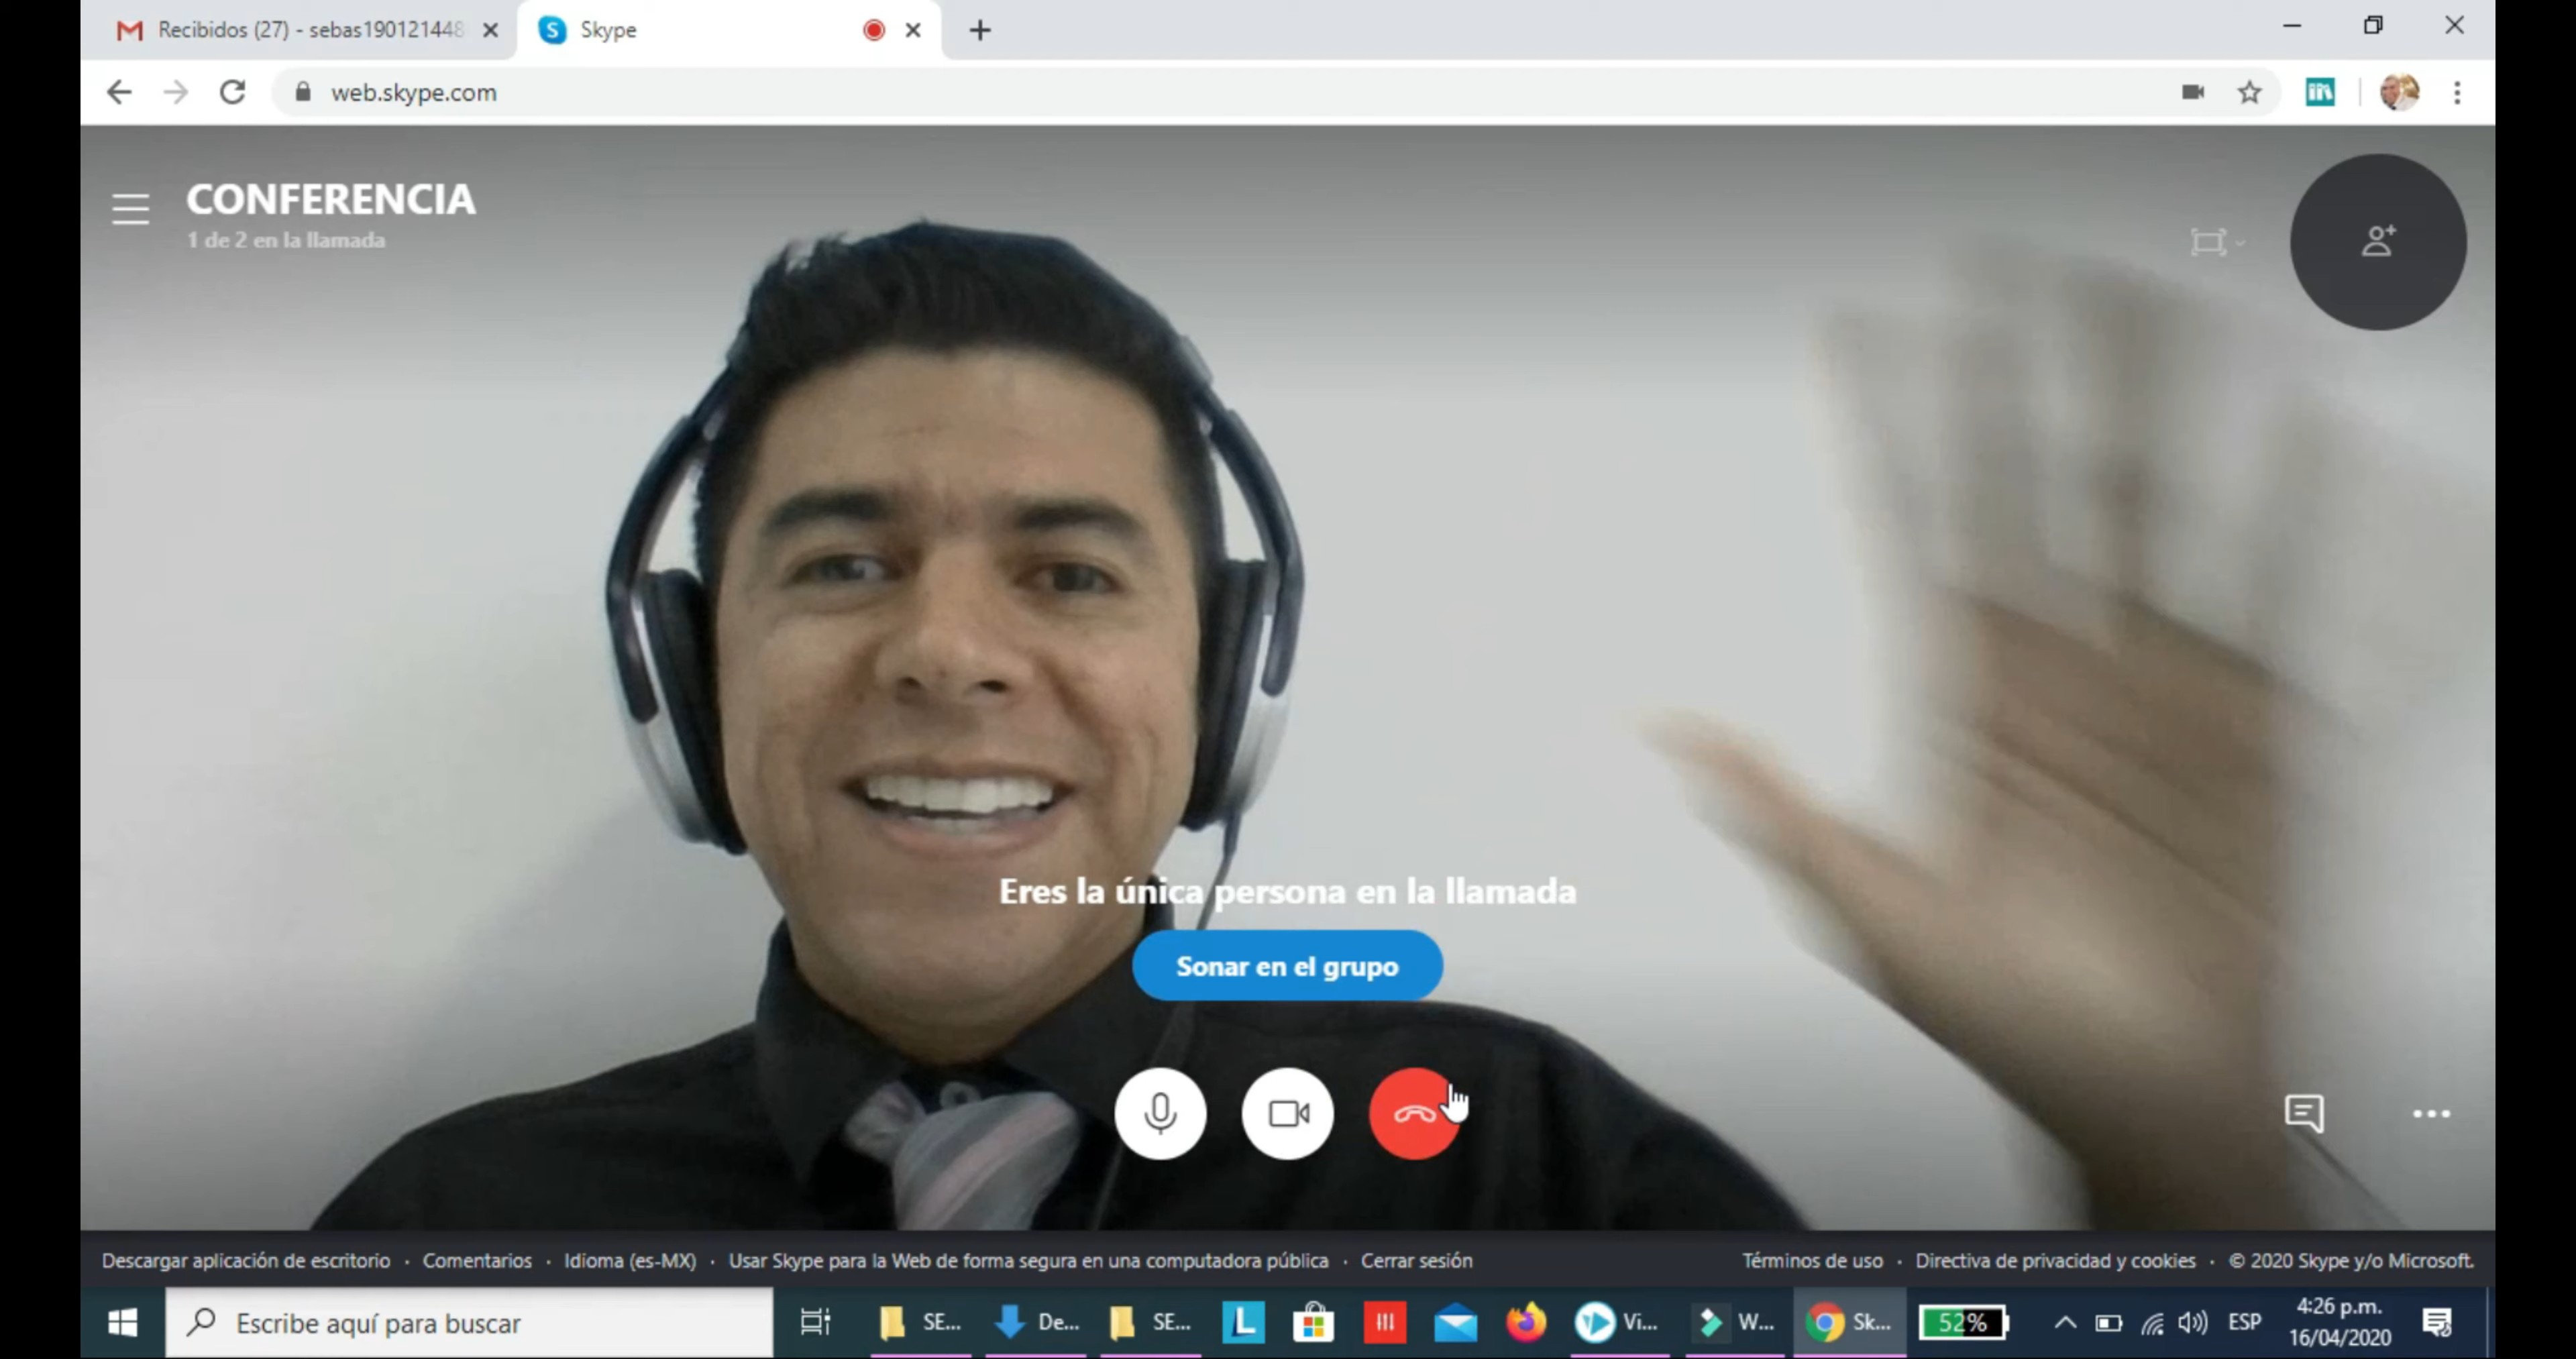 Recibidos (27) - sebas190121448
Skype
web.skype.com
CONFERENCIA
1 de 2 en la llamada
Eres la única persona en la llamada
Sonar en el grupo
Descargar aplicación de escritorio · Comentarios · Idioma (es-MX) · Usar Skype para la Web de forma segura en una computadora pública · Cerrar sesión
Términos de uso · Directiva de privacidad y cookies · © 2020 Skype y/o Microsoft.
Escribe aquí para buscar
SE...
De...
SE...
L
Vi...
W...
Sk...
52%
ESP
4:26 p.m.
16/04/2020